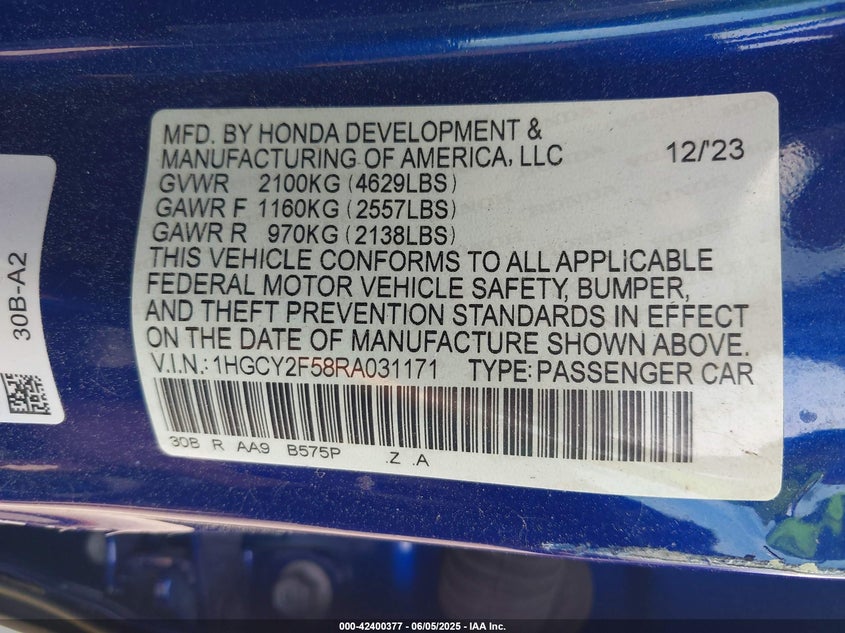 MFD. BY HONDA DEVELOPMENT &
MANUFACTURING OF AMERICA, LLC 12/'23
GVWR 2100KG (4629LBS)
GAWR F 1160KG (2557LBS)
GAWR R 970KG (2138LBS)
THIS VEHICLE CONFORMS TO ALL APPLICABLE
FEDERAL MOTOR VEHICLE SAFETY, BUMPER,
AND THEFT PREVENTION STANDARDS IN EFFECT
ON THE DATE OF MANUFACTURE SHOWN ABOVE.
V.I.N.: 1HGCY2F58RA031171 TYPE: PASSENGER CAR
30B R AA9 B575P .Z .A
30B-A2
000-42400377 - 06/05/2025 - IAA Inc.